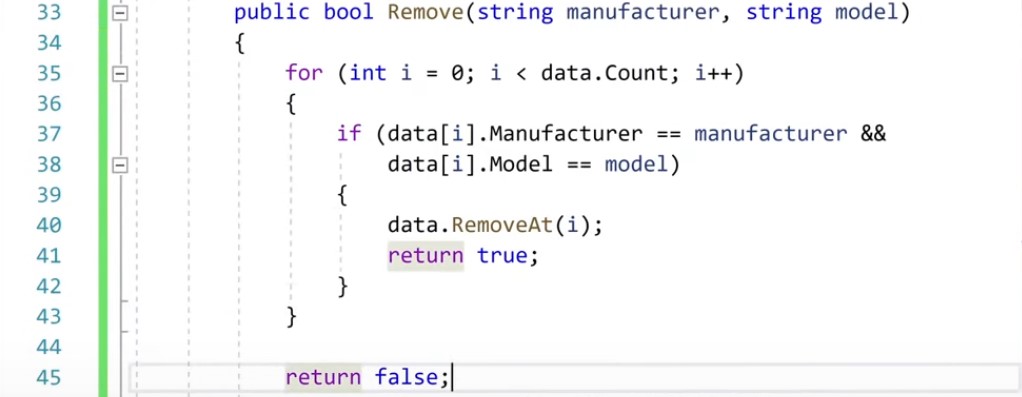 33 public bool Remove(string manufacturer, string model)
34 {
35 for (int i = 0; i < data.Count; i++)
36 {
37 if (data[i].Manufacturer == manufacturer &&
38 data[i].Model == model)
39 {
40 data.RemoveAt(i);
41 return true;
42 }
43 }
44
45 return false;